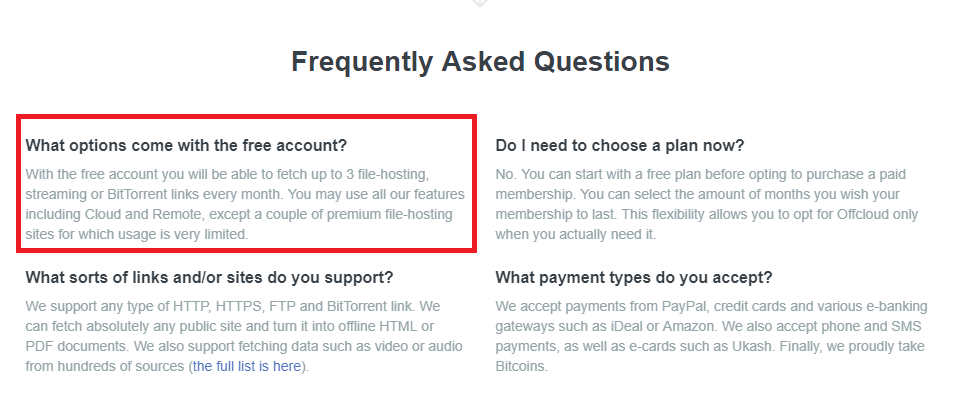 Frequently Asked Questions
What options come with the free account?
With the free account you will be able to fetch up to 3 file-hosting,
streaming or BitTorrent links every month. You may use all our features
including Cloud and Remote, except a couple of premium file-hosting
sites for which usage is very limited.
Do I need to choose a plan now?
No. You can start with a free plan before opting to purchase a paid
membership. You can select the amount of months you wish your
membership to last. This flexibility allows you to opt for Offcloud only
when you actually need it.
What sorts of links and/or sites do you support?
We support any type of HTTP, HTTPS, FTP and BitTorrent link. We
can fetch absolutely any public site and turn it into offline HTML or
PDF documents. We also support fetching data such as video or audio
from hundreds of sources (the full list is here).
What payment types do you accept?
We accept payments from PayPal, credit cards and various e-banking
gateways such as iDeal or Amazon. We also accept phone and SMS
payments, as well as e-cards such as Ukash. Finally, we proudly take
Bitcoins.